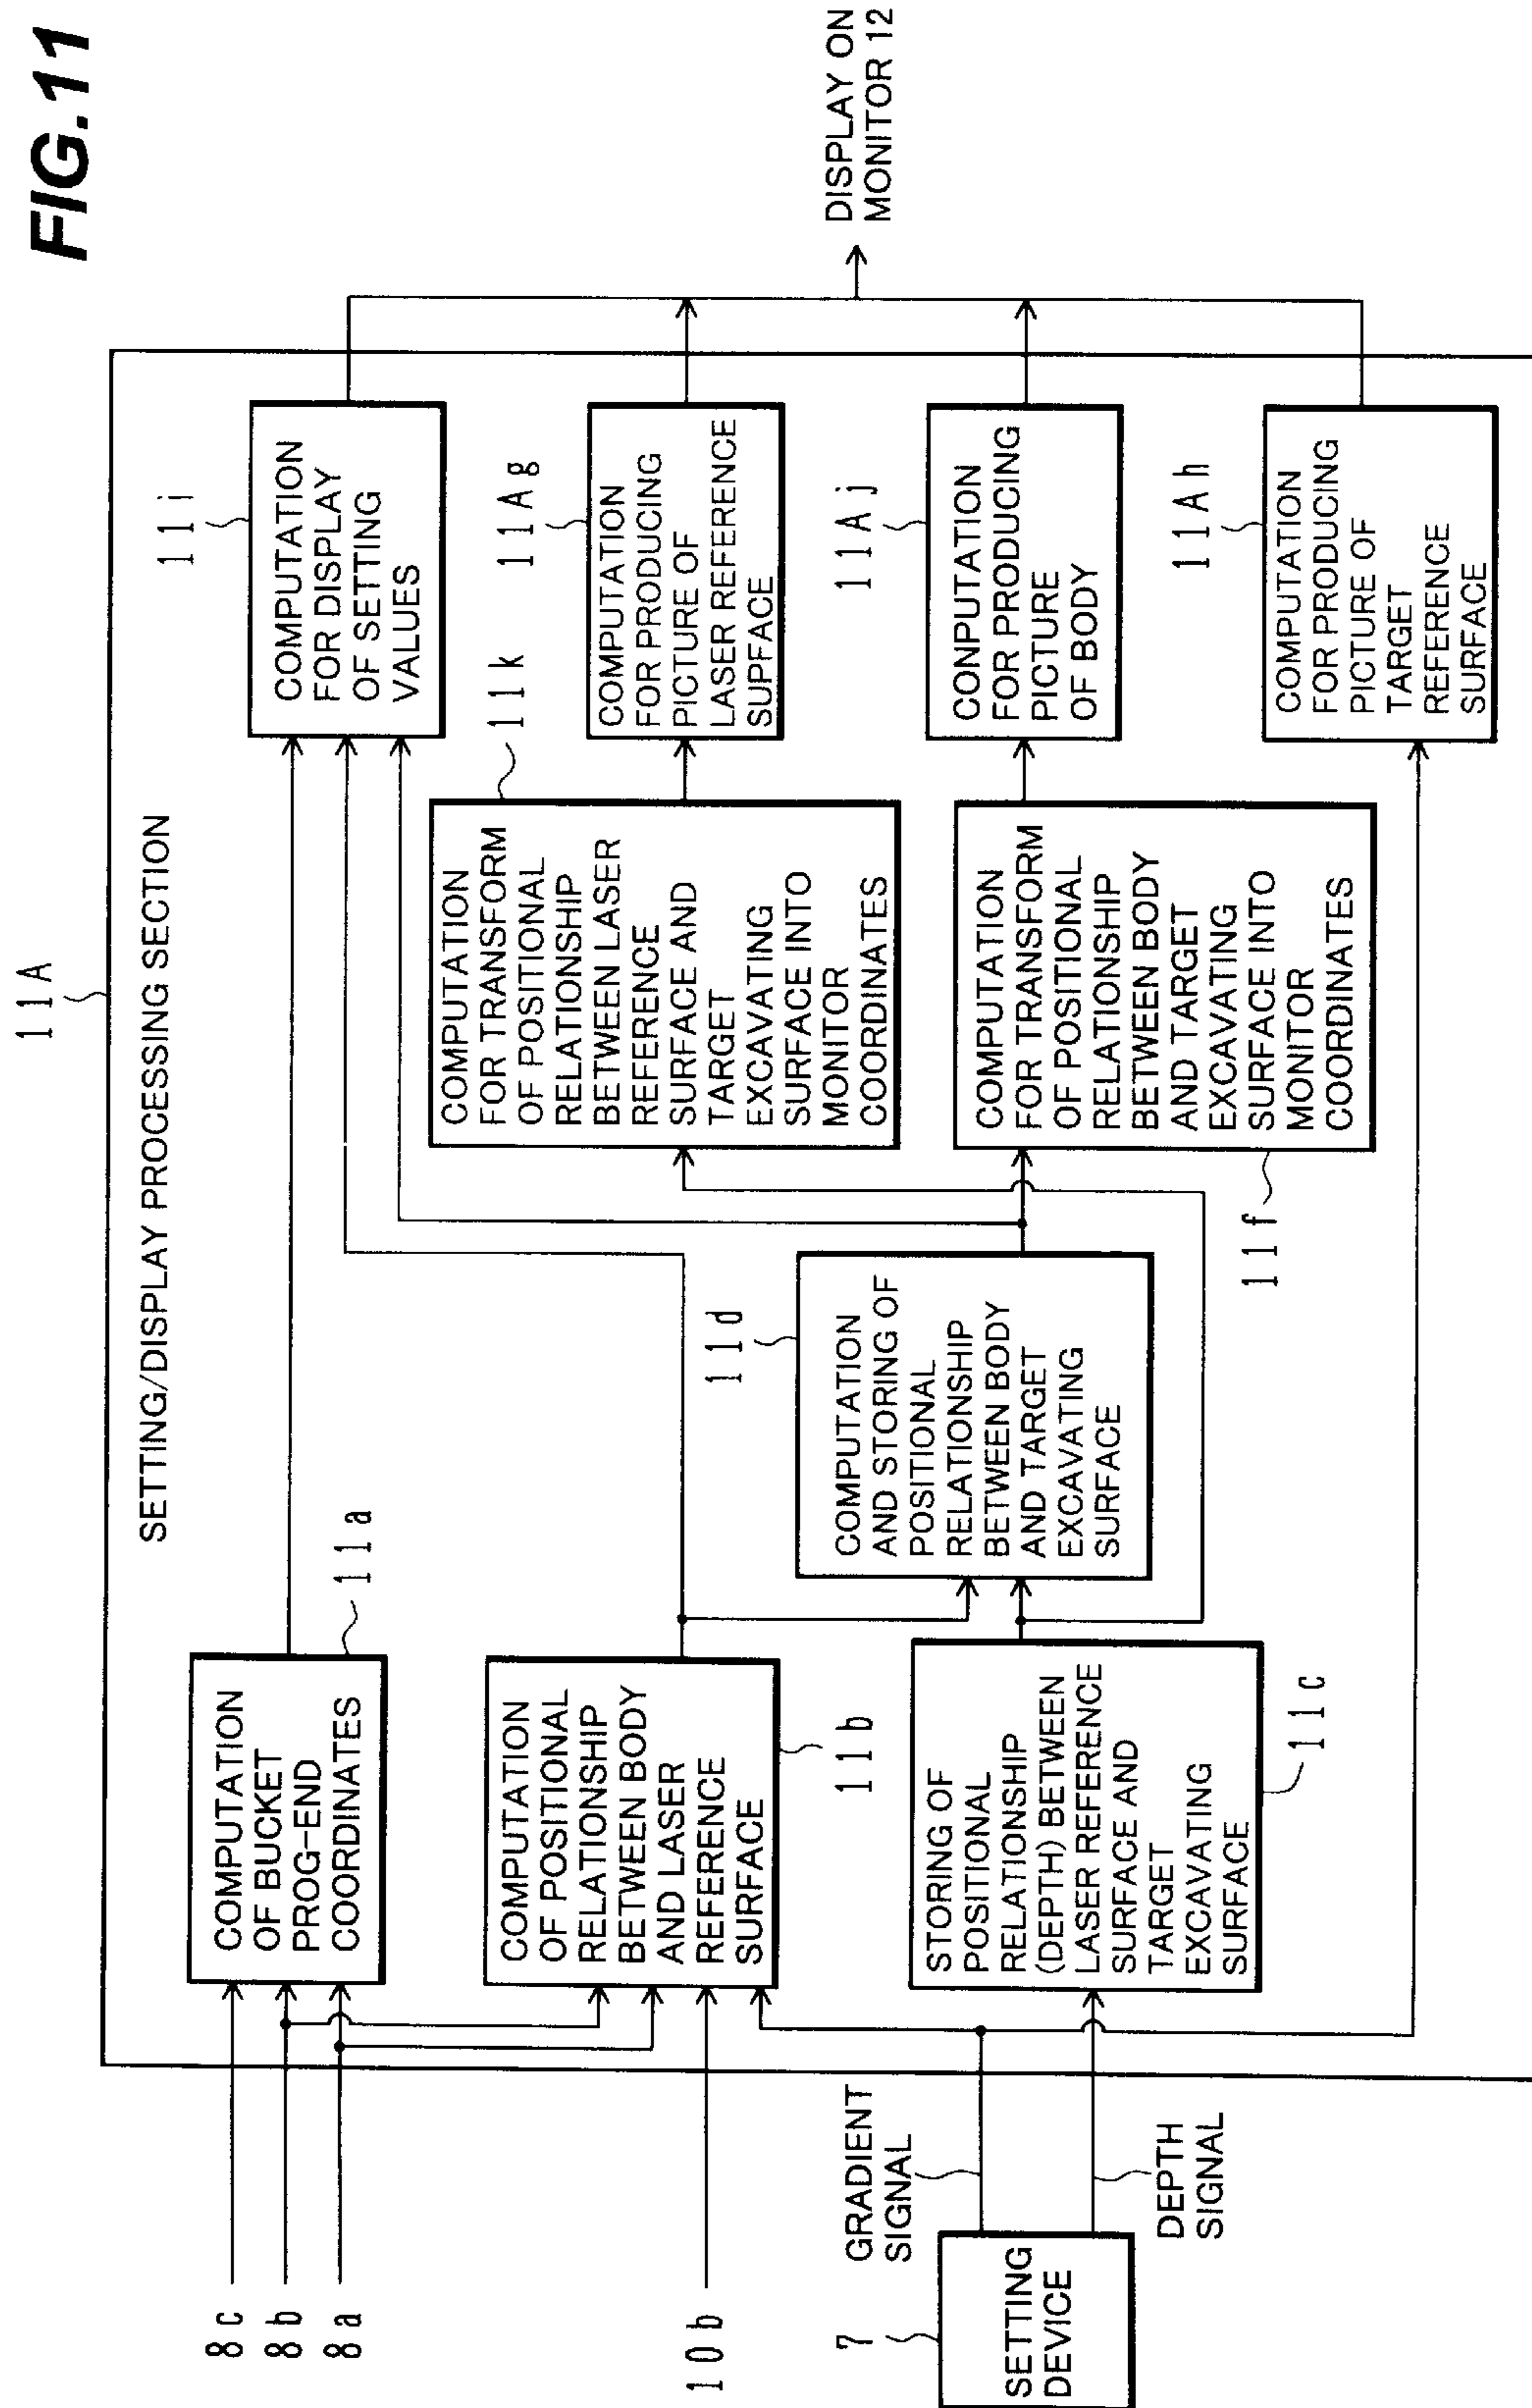 FIG.11
11A
SETTING/DISPLAY PROCESSING SECTION
8c
8b
8a
COMPUTATION
OF BUCKET
PROG-END
COORDINATES
11a
COMPUTATION
FOR DISPLAY
OF SETTING
VALUES
11i
10b
COMPUTATION
OF POSITIONAL
RELATIONSHIP
BETWEEN BODY
AND LASER
REFERENCE
SURFACE
11b
COMPUTATION
FOR TRANSFORM
OF POSITIONAL
RELATIONSHIP
BETWEEN LASER
REFERENCE
SURFACE AND
TARGET
EXCAVATING
SURFACE INTO
MONITOR
COORDINATES
11k
COMPUTATION
FOR PRODUCING
PICTURE OF
LASER REFERENCE
SUPFACE
11Ag
DISPLAY ON
MONITOR 12
7
SETTING
DEVICE
GRADIENT
SIGNAL
DEPTH
SIGNAL
STORING OF
POSITIONAL
RELATIONSHIP
(DEPTH) BETWEEN
LASER REFERENCE
SURFACE AND
TARGET
EXCAVATING
SURFACE
11c
COMPUTATION
AND STORING OF
POSITIONAL
RELATIONSHIP
BETWEEN BODY
AND TARGET
EXCAVATING
SURFACE
11d
COMPUTATION
FOR TRANSFORM
OF POSITIONAL
RELATIONSHIP
BETWEEN BODY
AND TARGET
EXCAVATING
SURFACE INTO
MONITOR
COORDINATES
11f
CONPUTATION
FOR PRODUCING
PICTURE
OF BODY
11Aj
COMPUTATION
FOR PRODUCING
PICTURE OF
TARGET
REFERENCE
SURFACE
11Ah